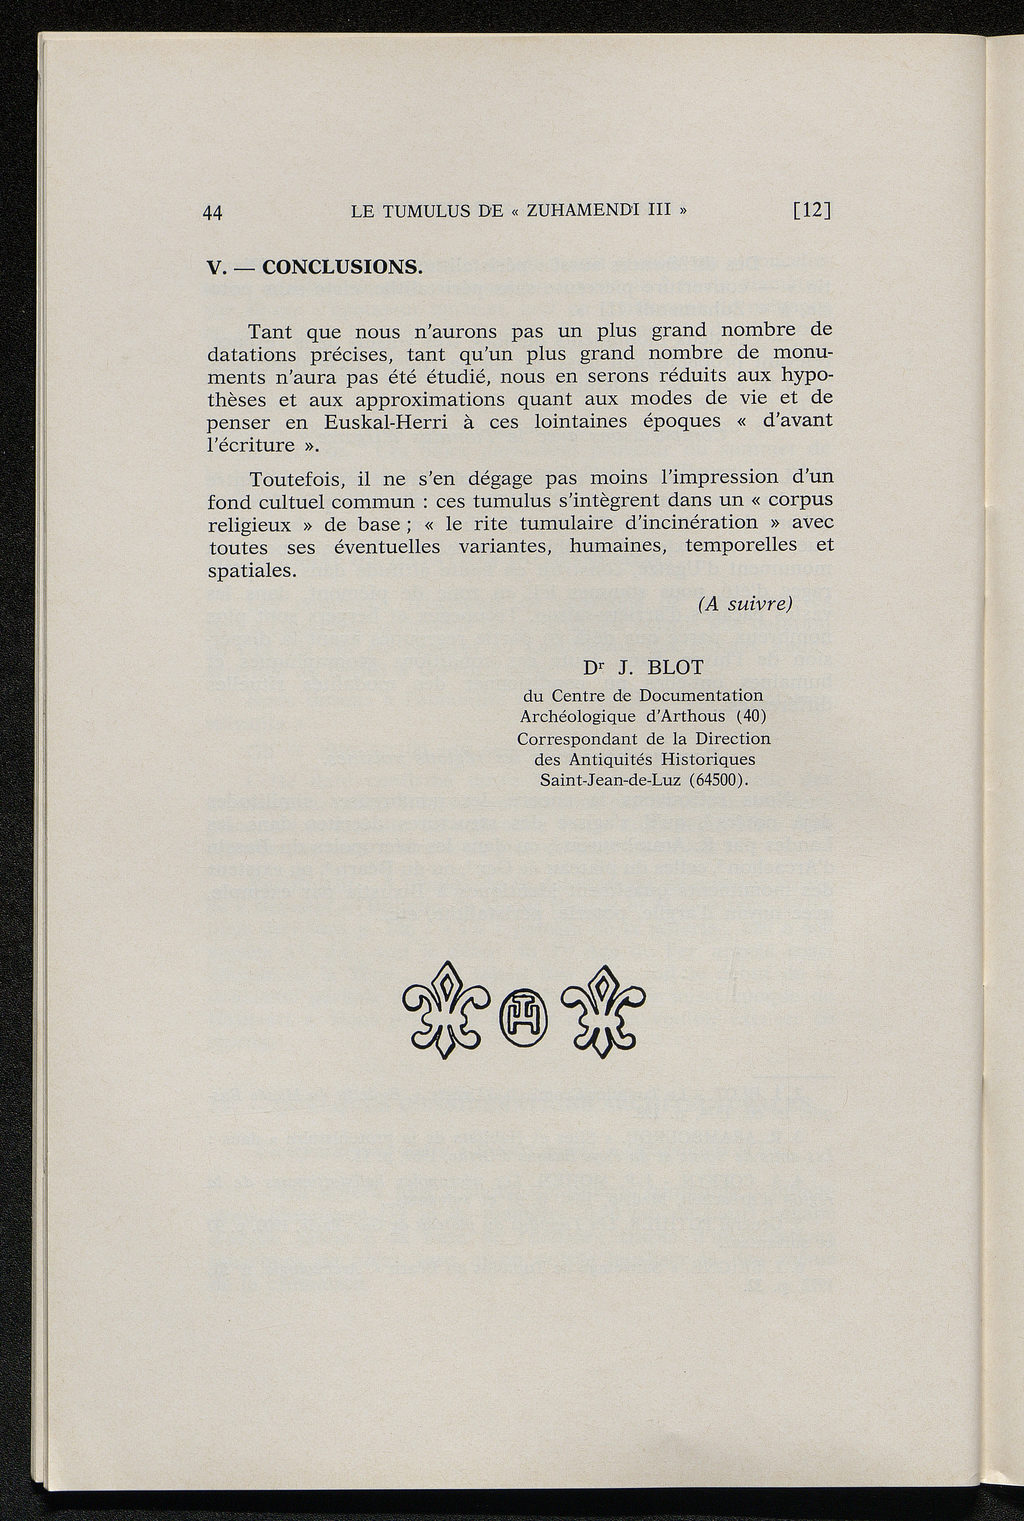 44 LE TUMULUS DE « ZUHAMENDI III » [12]
V. — CONCLUSIONS.
Tant que nous n'aurons pas un plus grand nombre de
datations précises, tant qu'un plus grand nombre de monu-
ments n'aura pas été étudié, nous en serons réduits aux hypo-
thèses et aux approximations quant aux modes de vie et de
penser en Euskal-Herri à ces lointaines époques « d'avant
l'écriture ».
Toutefois, il ne s'en dégage pas moins l'impression d'un
fond cultuel commun : ces tumulus s'intègrent dans un « corpus
religieux » de base ; « le rite tumulaire d'incinération » avec
toutes ses éventuelles variantes, humaines, temporelles et
spatiales.
(A suivre)
Dr J. BLOT
du Centre de Documentation
Archéologique d'Arthous (40)
Correspondant de la Direction
des Antiquités Historiques
Saint-Jean-de-Luz (64500).